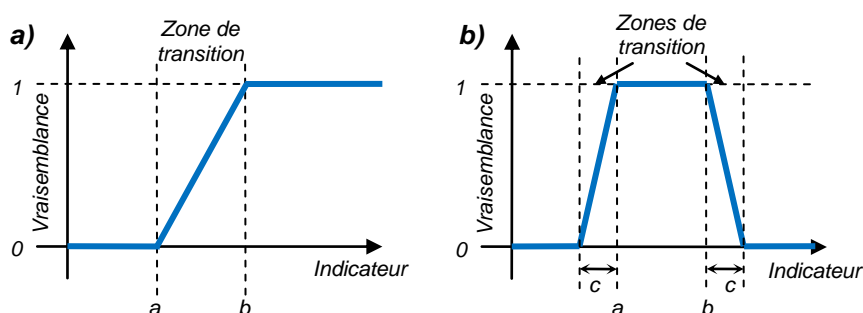 a)
Zone de
transition
1
Vraisemblance
0
Indicateur
a
b
b)
Zones de
transition
1
Vraisemblance
0
Indicateur
c
c
a
b